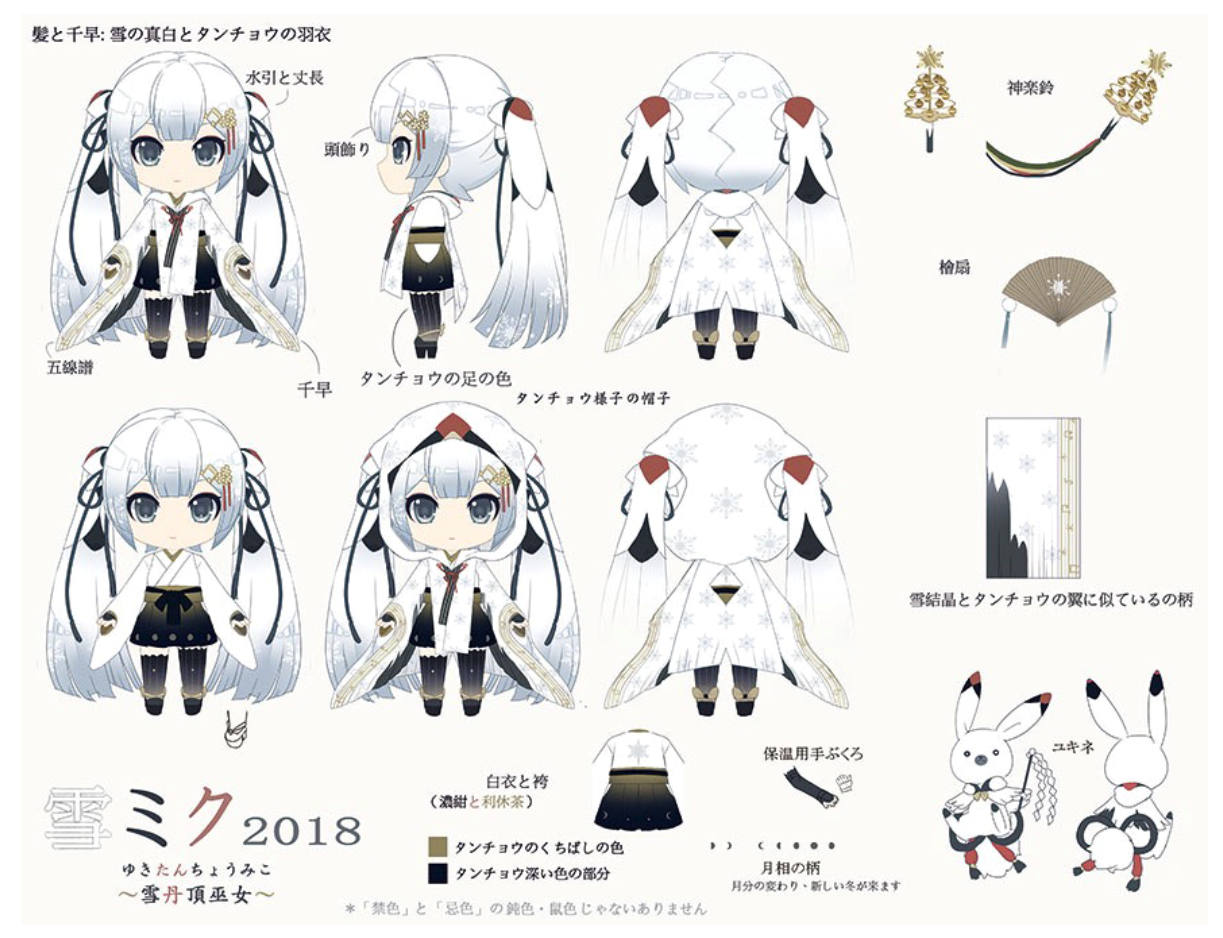 髪と千早: 雪の真白とタンチョウの羽衣
水引と丈長
神楽鈴
頭飾り
檜扇
五線譜
千早
タンチョウの足の色
タンチョウ様子の帽子
雪結晶とタンチョウの翼に似ているの柄
ユキネ
保温用手ぶくろ
白衣と袴
（濃紺と利休茶）
雪ミク2018
ゆきたんちょうみこ
〜雪丹頂巫女〜
タンチョウのくちばしの色
タンチョウ深い色の部分
月相の柄
月分の変わり、新しい冬が来ます
＊「禁色」と「忌色」の鈍色・鼠色じゃないありません